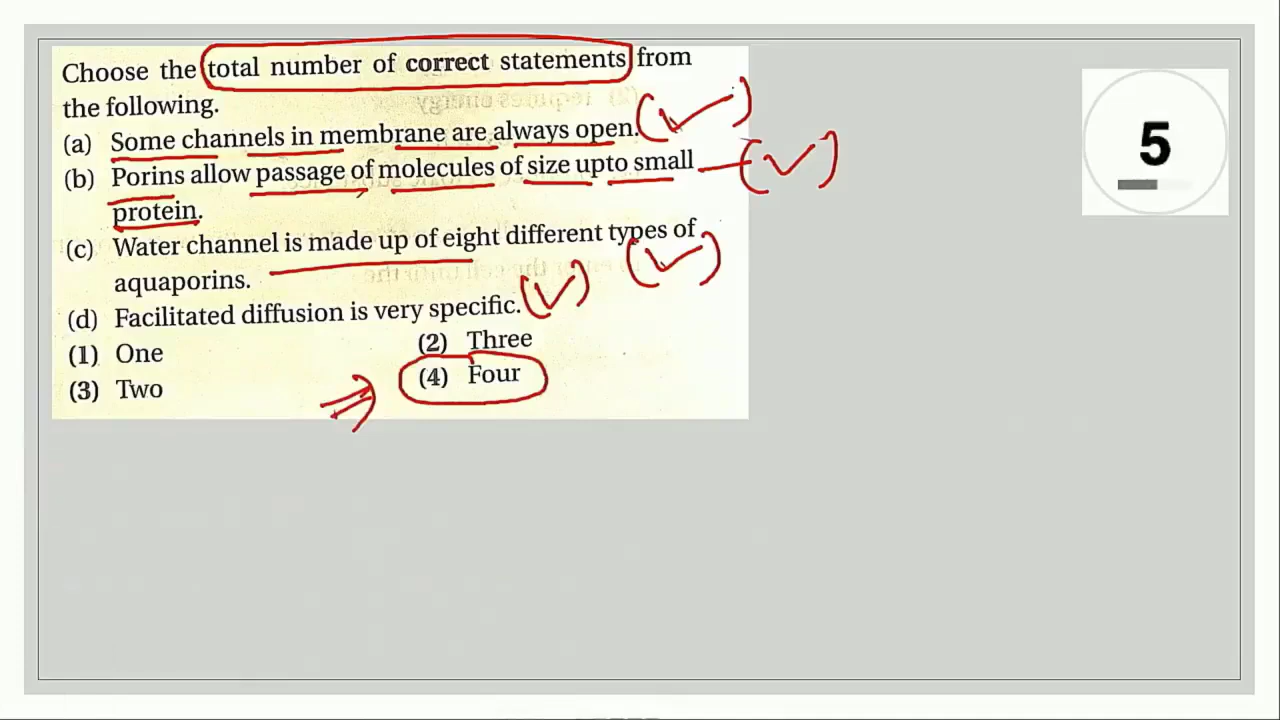 Choose the total number of correct statements from
the following.
(a) Some channels in membrane are always open.
(b) Porins allow passage of molecules of size upto small
protein.
(c) Water channel is made up of eight different types of
aquaporins.
(d) Facilitated diffusion is very specific.
(1) One
(2) Three
(3) Two
(4) Four
5